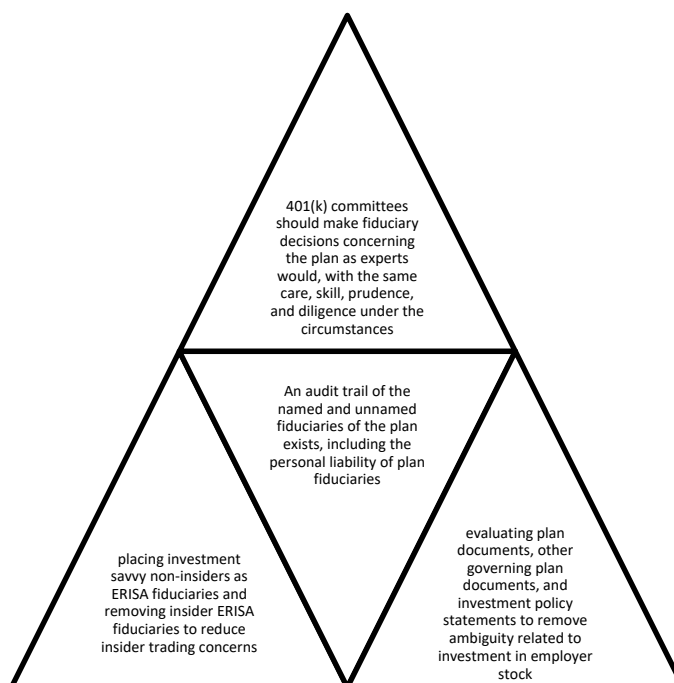 401(k) committees
should make fiduciary
decisions concerning
the plan as experts
would, with the same
care, skill, prudence,
and diligence under the
circumstances
An audit trail of the
named and unnamed
fiduciaries of the plan
exists, including the
personal liability of plan
fiduciaries
placing investment
savvy non-insiders as
ERISA fiduciaries and
removing insider ERISA
fiduciaries to reduce
insider trading concerns
evaluating plan
documents, other
governing plan
documents, and
investment policy
statements to remove
ambiguity related to
investment in employer
stock